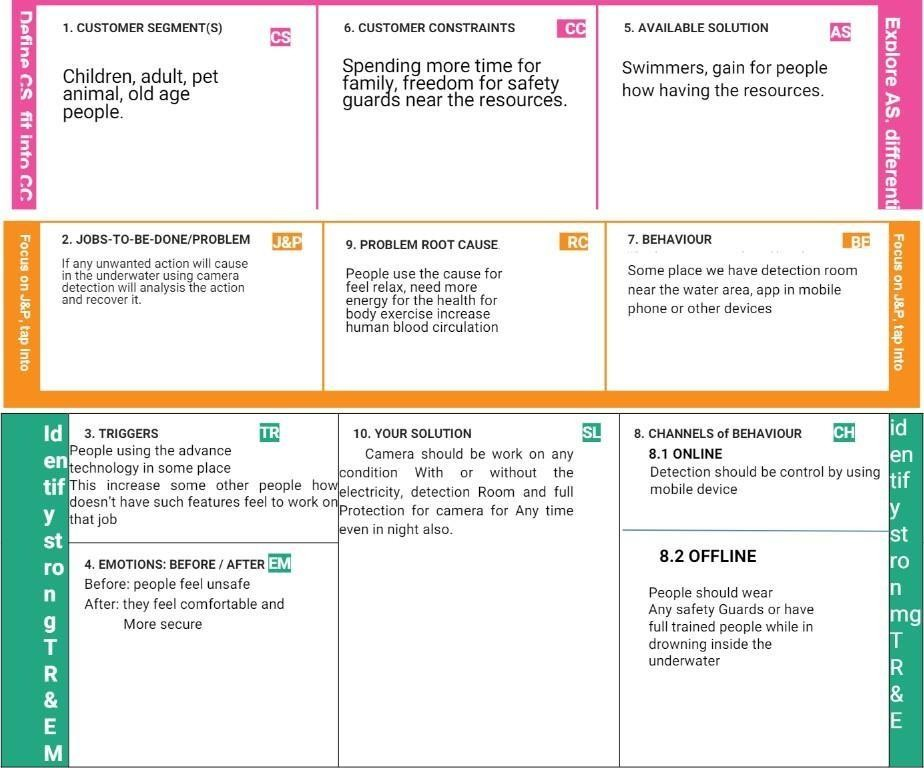 Define CS fit into CC
1. CUSTOMER SEGMENT(S)
CS
Children, adult, pet
animal, old age
people.
6. CUSTOMER CONSTRAINTS
CC
Spending more time for
family, freedom for safety
guards near the resources.
5. AVAILABLE SOLUTION
AS
Swimmers, gain for people
how having the resources.
Explore AS. differenti
Focus on J&P, tap into
2. JOBS-TO-BE-DONE/PROBLEM
J&P
If any unwanted action will cause
in the underwater using camera
detection will analysis the action
and recover it.
9. PROBLEM ROOT CAUSE
RC
People use the cause for
feel relax, need more
energy for the health for
body exercise increase
human blood circulation
7. BEHAVIOUR
BE
Some place we have detection room
near the water area, app in mobile
phone or other devices
Focus on J&P, tap into
Id
en
tif
y
st
ro
n
g
T
R
&
E
M
3. TRIGGERS
TR
People using the advance
technology in some place
This increase some other people how
doesn't have such features feel to work on
that job
4. EMOTIONS: BEFORE / AFTER
EM
Before: people feel unsafe
After: they feel comfortable and
More secure
10. YOUR SOLUTION
SL
Camera should be work on any
condition With or without the
electricity, detection Room and full
Protection for camera for Any time
even in night also.
8. CHANNELS of BEHAVIOUR
CH
8.1 ONLINE
Detection should be control by using
mobile device
8.2 OFFLINE
People should wear
Any safety Guards or have
full trained people while in
drowning inside the
underwater
id
en
tif
y
st
ro
n
mg
T
R
&
E